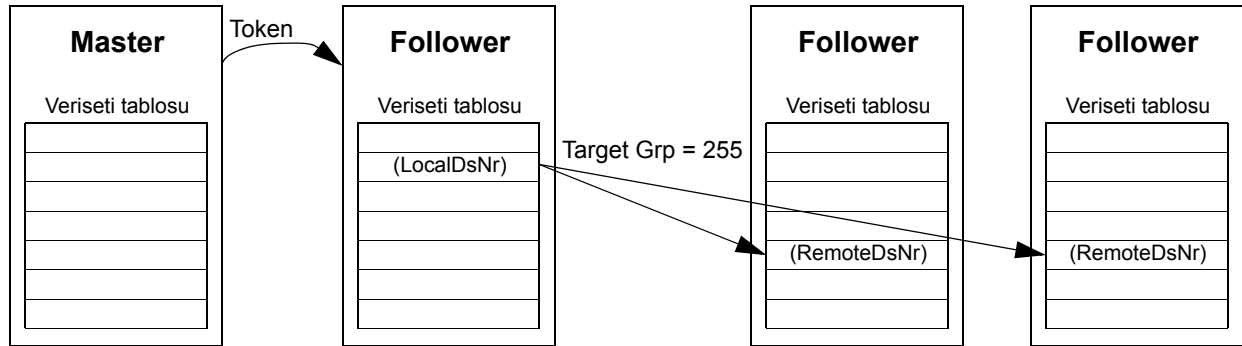 Master
Token
Follower
Follower
Follower
Veriseti tablosu
Veriseti tablosu
Veriseti tablosu
Veriseti tablosu
(LocalDsNr)
Target Grp = 255
(RemoteDsNr)
(RemoteDsNr)